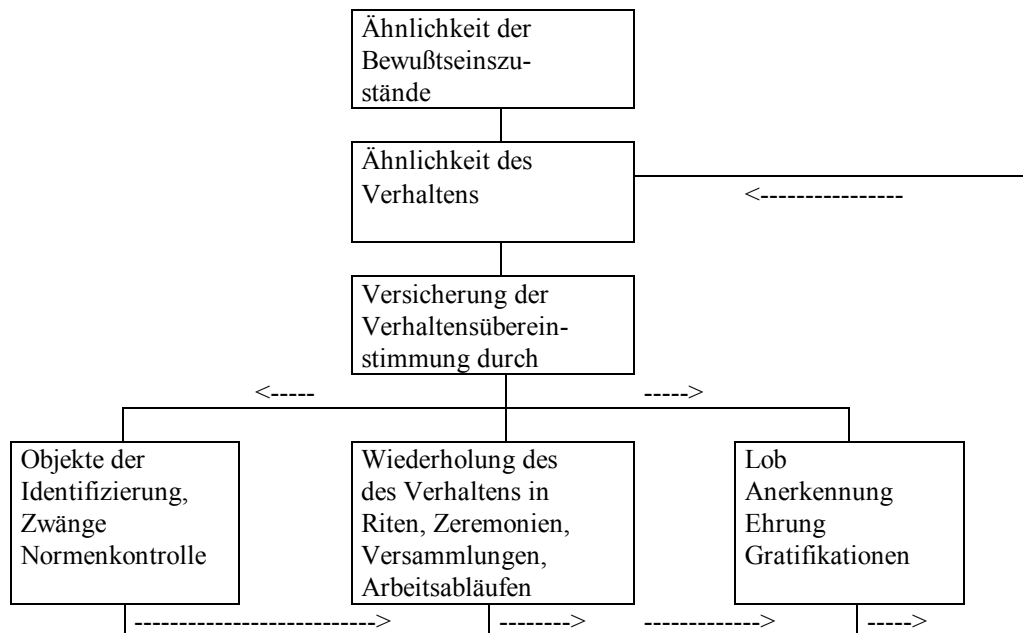 Ähnlichkeit der
Bewußtseinszu-
stände
Ähnlichkeit des
Verhaltens
<----------------
Versicherung der
Verhaltensüberein-
stimmung durch
<----- ----->
Objekte der
Identifizierung,
Zwänge
Normenkontrolle
Wiederholung des
des Verhaltens in
Riten, Zeremonien,
Versammlungen,
Arbeitsabläufen
Lob
Anerkennung
Ehrung
Gratifikationen
---------------------------> --------> -------------> ----->